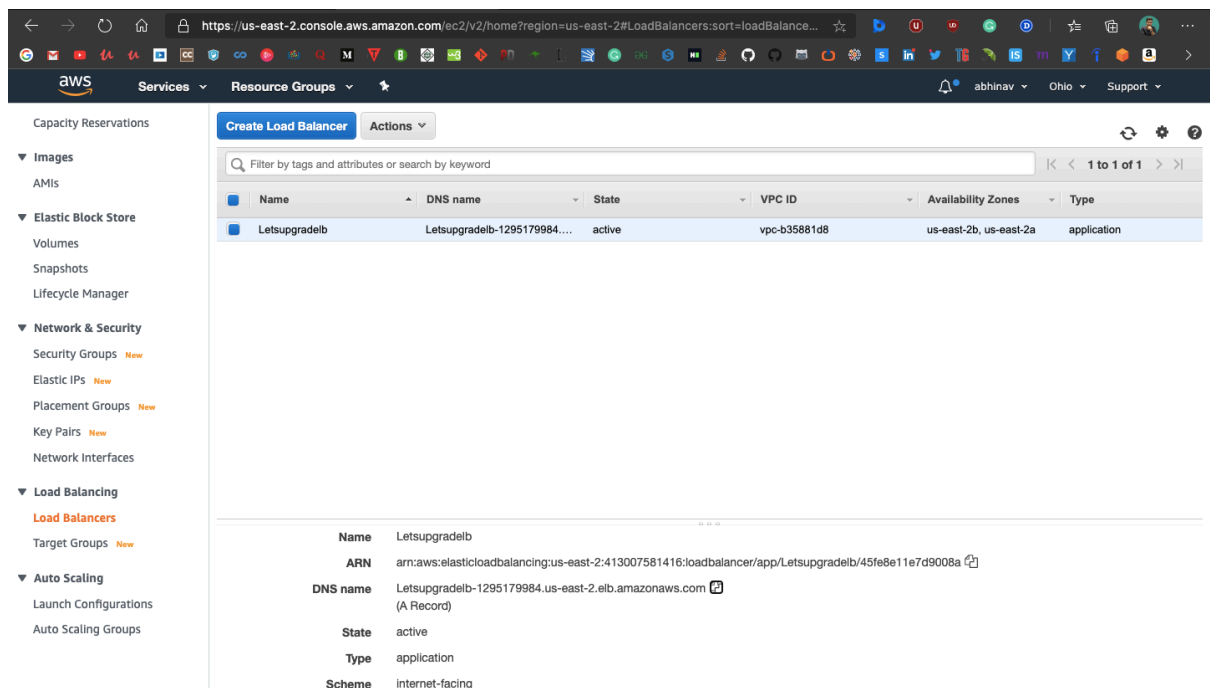 https://us-east-2.console.aws.amazon.com/ec2/v2/home?region=us-east-2#LoadBalancers:sort=loadBalance...
aws Services Resource Groups abhinav Ohio Support
Capacity Reservations
Images
AMIs
Elastic Block Store
Volumes
Snapshots
Lifecycle Manager
Network & Security
Security Groups New
Elastic IPs New
Placement Groups New
Key Pairs New
Network Interfaces
Load Balancing
Load Balancers
Target Groups New
Auto Scaling
Launch Configurations
Auto Scaling Groups
Create Load Balancer Actions
Filter by tags and attributes or search by keyword 1 to 1 of 1
Name DNS name State VPC ID Availability Zones Type
Letsupgradelb Letsupgradelb-1295179984.... active vpc-b35881d8 us-east-2b, us-east-2a application
Name Letsupgradelb
ARN arn:aws:elasticloadbalancing:us-east-2:413007581416:loadbalancer/app/Letsupgradelb/45fe8e11e7d9008a
DNS name Letsupgradelb-1295179984.us-east-2.elb.amazonaws.com
(A Record)
State active
Type application
Scheme internet-facing